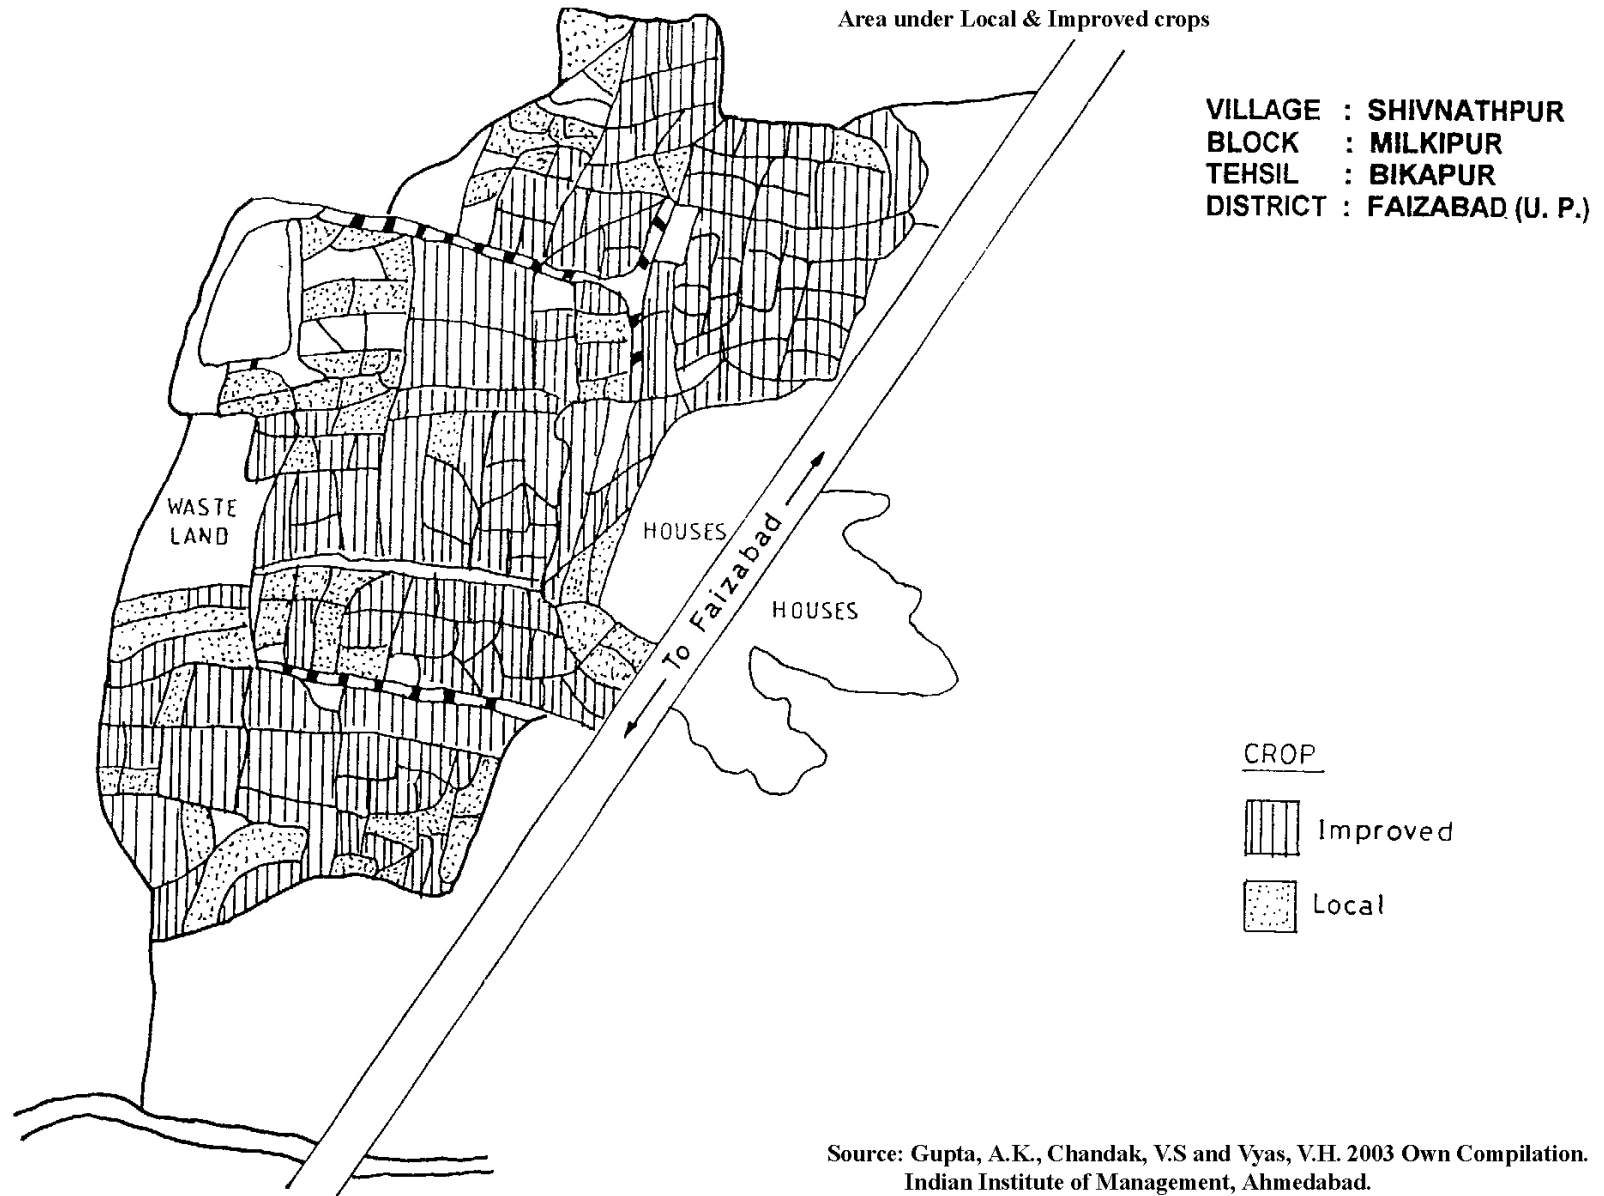 Area under Local & Improved crops
VILLAGE : SHIVNATHPUR
BLOCK : MILKIPUR
TEHSIL : BIKAPUR
DISTRICT : FAIZABAD (U. P.)
WASTE
LAND
HOUSES
To Faizabad
HOUSES
CROP
Improved
Local
Source: Gupta, A.K., Chandak, V.S and Vyas, V.H. 2003 Own Compilation.
Indian Institute of Management, Ahmedabad.